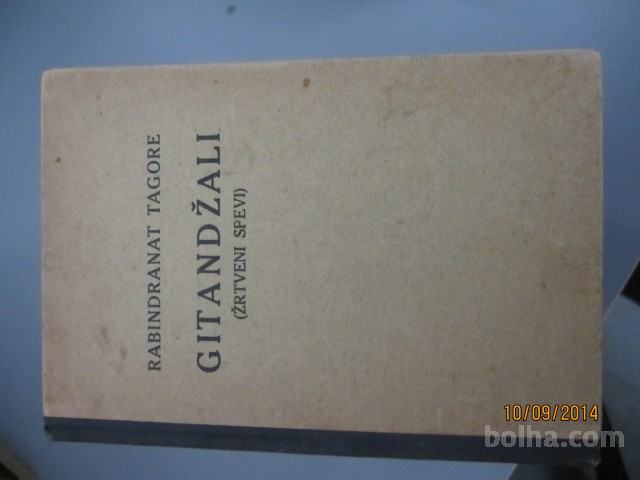 RABINDRANAT TAGORE
GITANDŽALI
(ŽRTVENI SPEVI)
10/09/2014
bolha.com